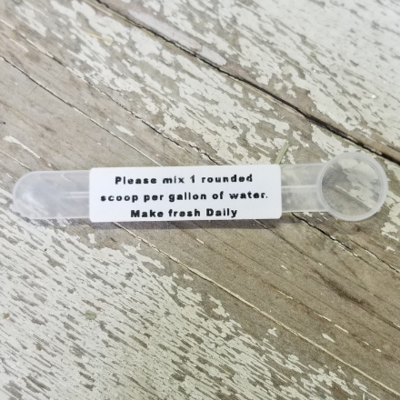 Please mix 1 rounded
scoop per gallon of water.
Make fresh Daily